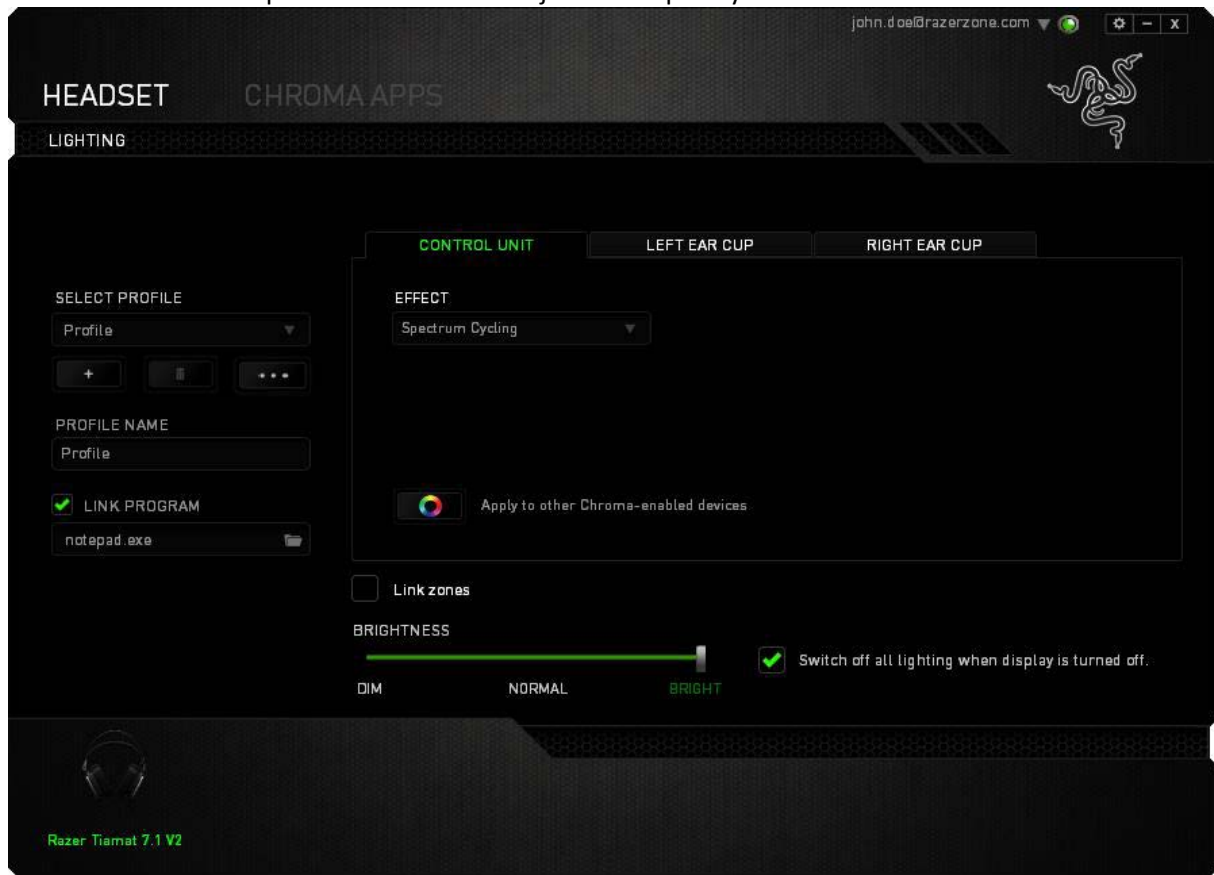 john.doe@razerzone.com
HEADSET CHROMA APPS
LIGHTING
CONTROL UNIT LEFT EAR CUP RIGHT EAR CUP
SELECT PROFILE
Profile
PROFILE NAME
Profile
LINK PROGRAM
notepad.exe
EFFECT
Spectrum Cycling
Apply to other Chroma-enabled devices
Link zones
BRIGHTNESS
DIM NORMAL BRIGHT
Switch off all lighting when display is turned off.
Razer Tiamat 7.1 V2